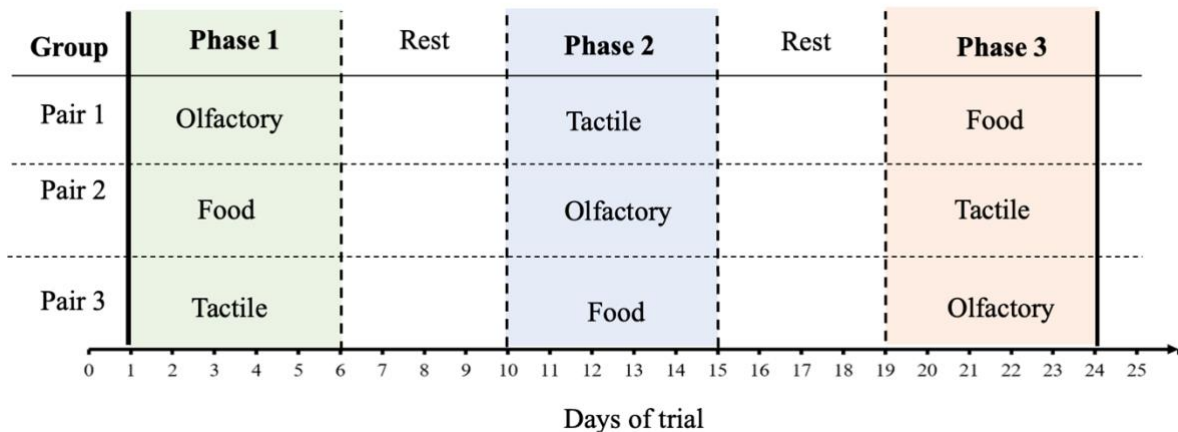 Group Phase 1 Rest Phase 2 Rest Phase 3
Pair 1 Olfactory Tactile Food
Pair 2 Food Olfactory Tactile
Pair 3 Tactile Food Olfactory
0 1 2 3 4 5 6 7 8 9 10 11 12 13 14 15 16 17 18 19 20 21 22 23 24 25
Days of trial